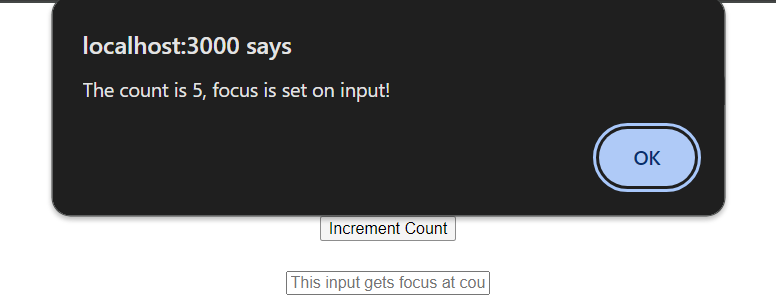 localhost:3000 says
The count is 5, focus is set on input!
OK
Increment Count
This input gets focus at cou